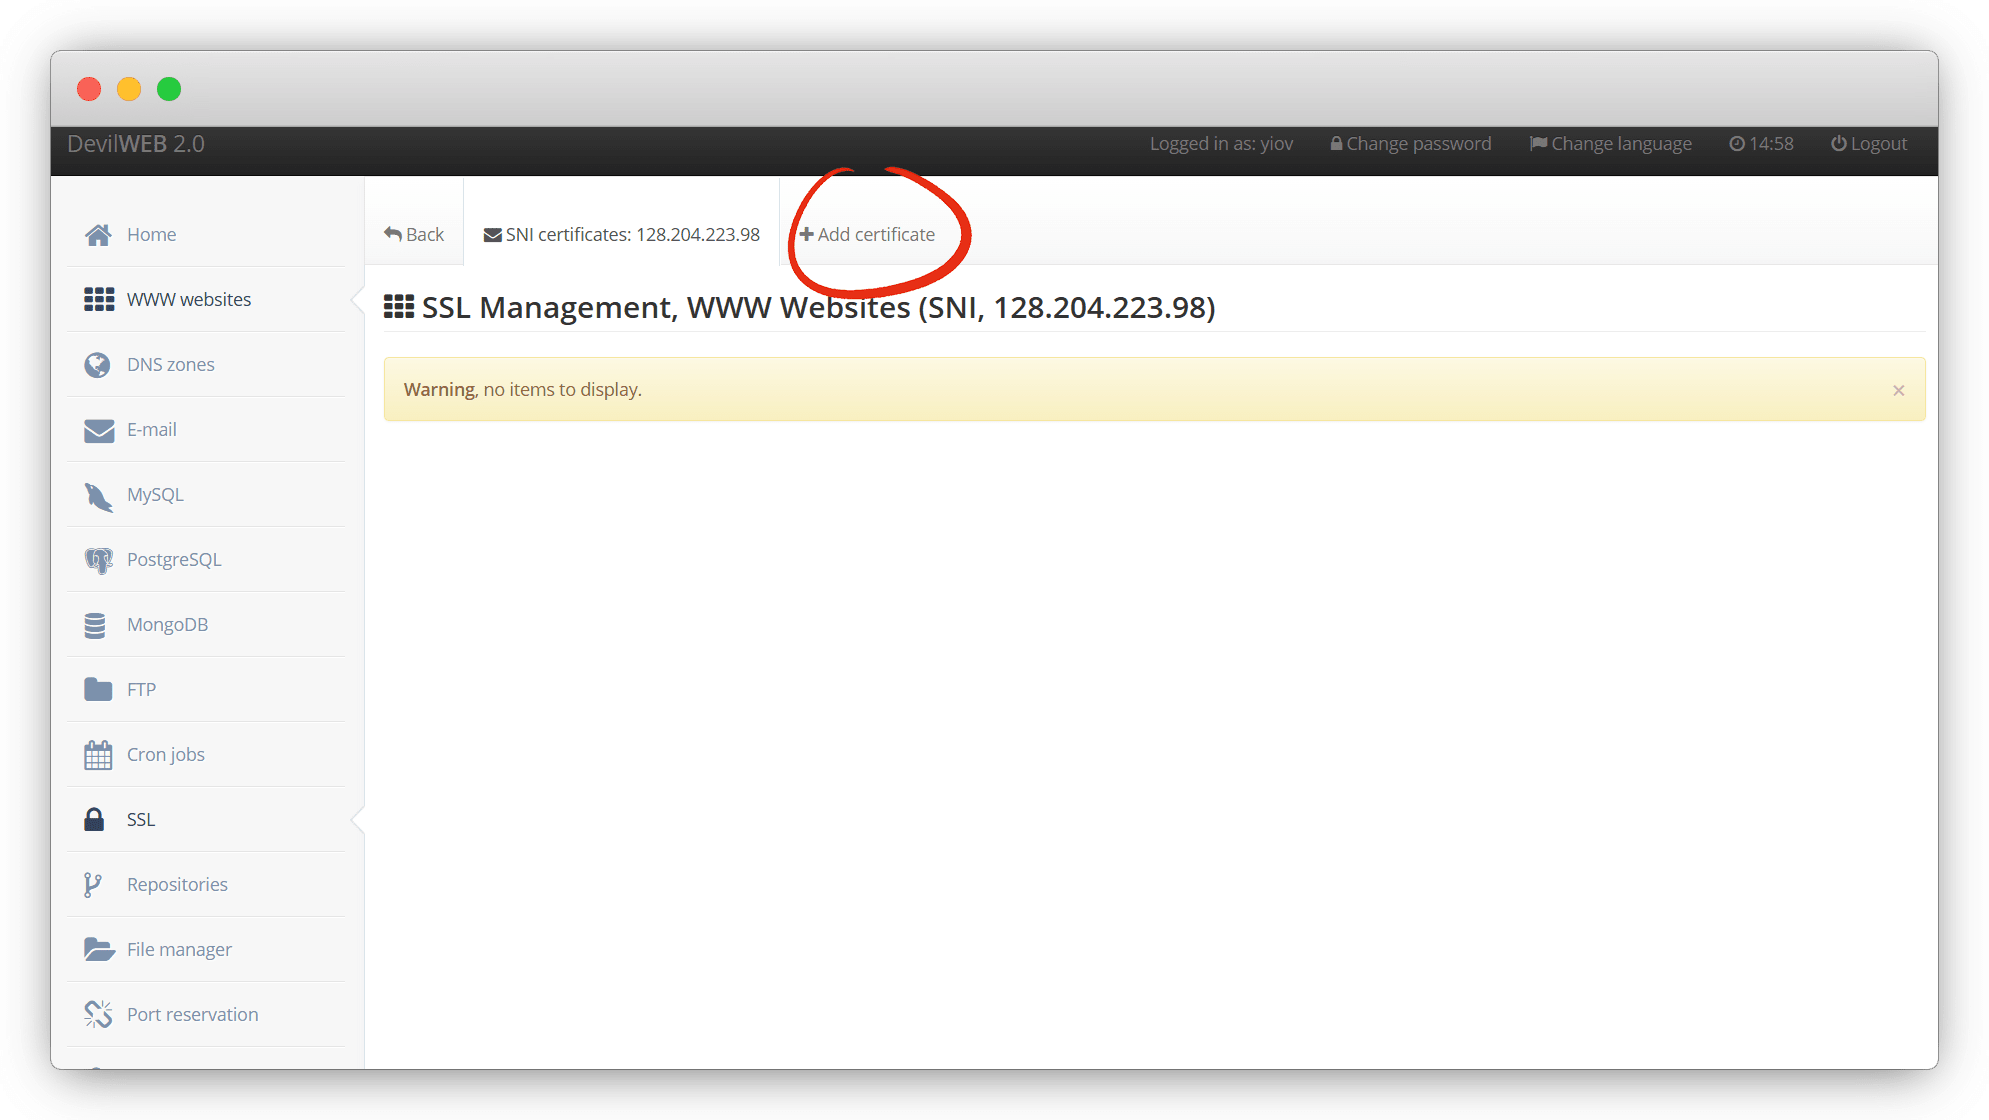 DevilWEB 2.0
Logged in as: yiov Change password Change language 14:58 Logout
Back SNI certificates: 128.204.223.98 Add certificate
Home
WWW websites
DNS zones
E-mail
MySQL
PostgreSQL
MongoDB
FTP
Cron jobs
SSL
Repositories
File manager
Port reservation
SSL Management, WWW Websites (SNI, 128.204.223.98)
Warning, no items to display. ×